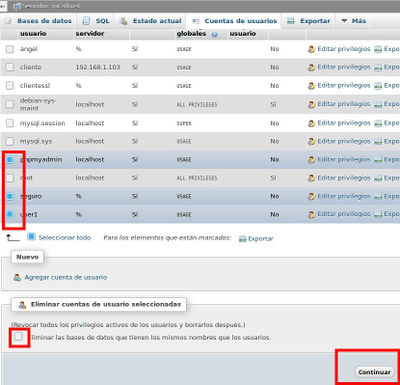 Servidor: localhost
Bases de datos SQL Estado actual Cuentas de usuarios Exportar Más
usuario servidor globales usuario
angel % Sí USAGE No Editar privilegios Expo
cliente 192.168.1.103 Sí USAGE No Editar privilegios Expo
clientessl % Sí USAGE No Editar privilegios Expo
debian-sys-maint localhost Sí ALL PRIVILEGES Sí Editar privilegios Expo
mysql.session localhost Sí SUPER No Editar privilegios Expo
mysql.sys localhost Sí USAGE No Editar privilegios Expo
phpmyadmin localhost Sí USAGE No Editar privilegios Expo
root localhost Sí ALL PRIVILEGES Sí Editar privilegios Expo
seguro % Sí USAGE No Editar privilegios Expo
user1 % Sí USAGE No Editar privilegios Expo
Seleccionar todo Para los elementos que están marcados: Exportar
Nuevo
Agregar cuenta de usuario
Eliminar cuentas de usuario seleccionadas
(Revocar todos los privilegios activos de los usuarios y borrarlos después.)
Eliminar las bases de datos que tienen los mismos nombres que los usuarios.
Continuar